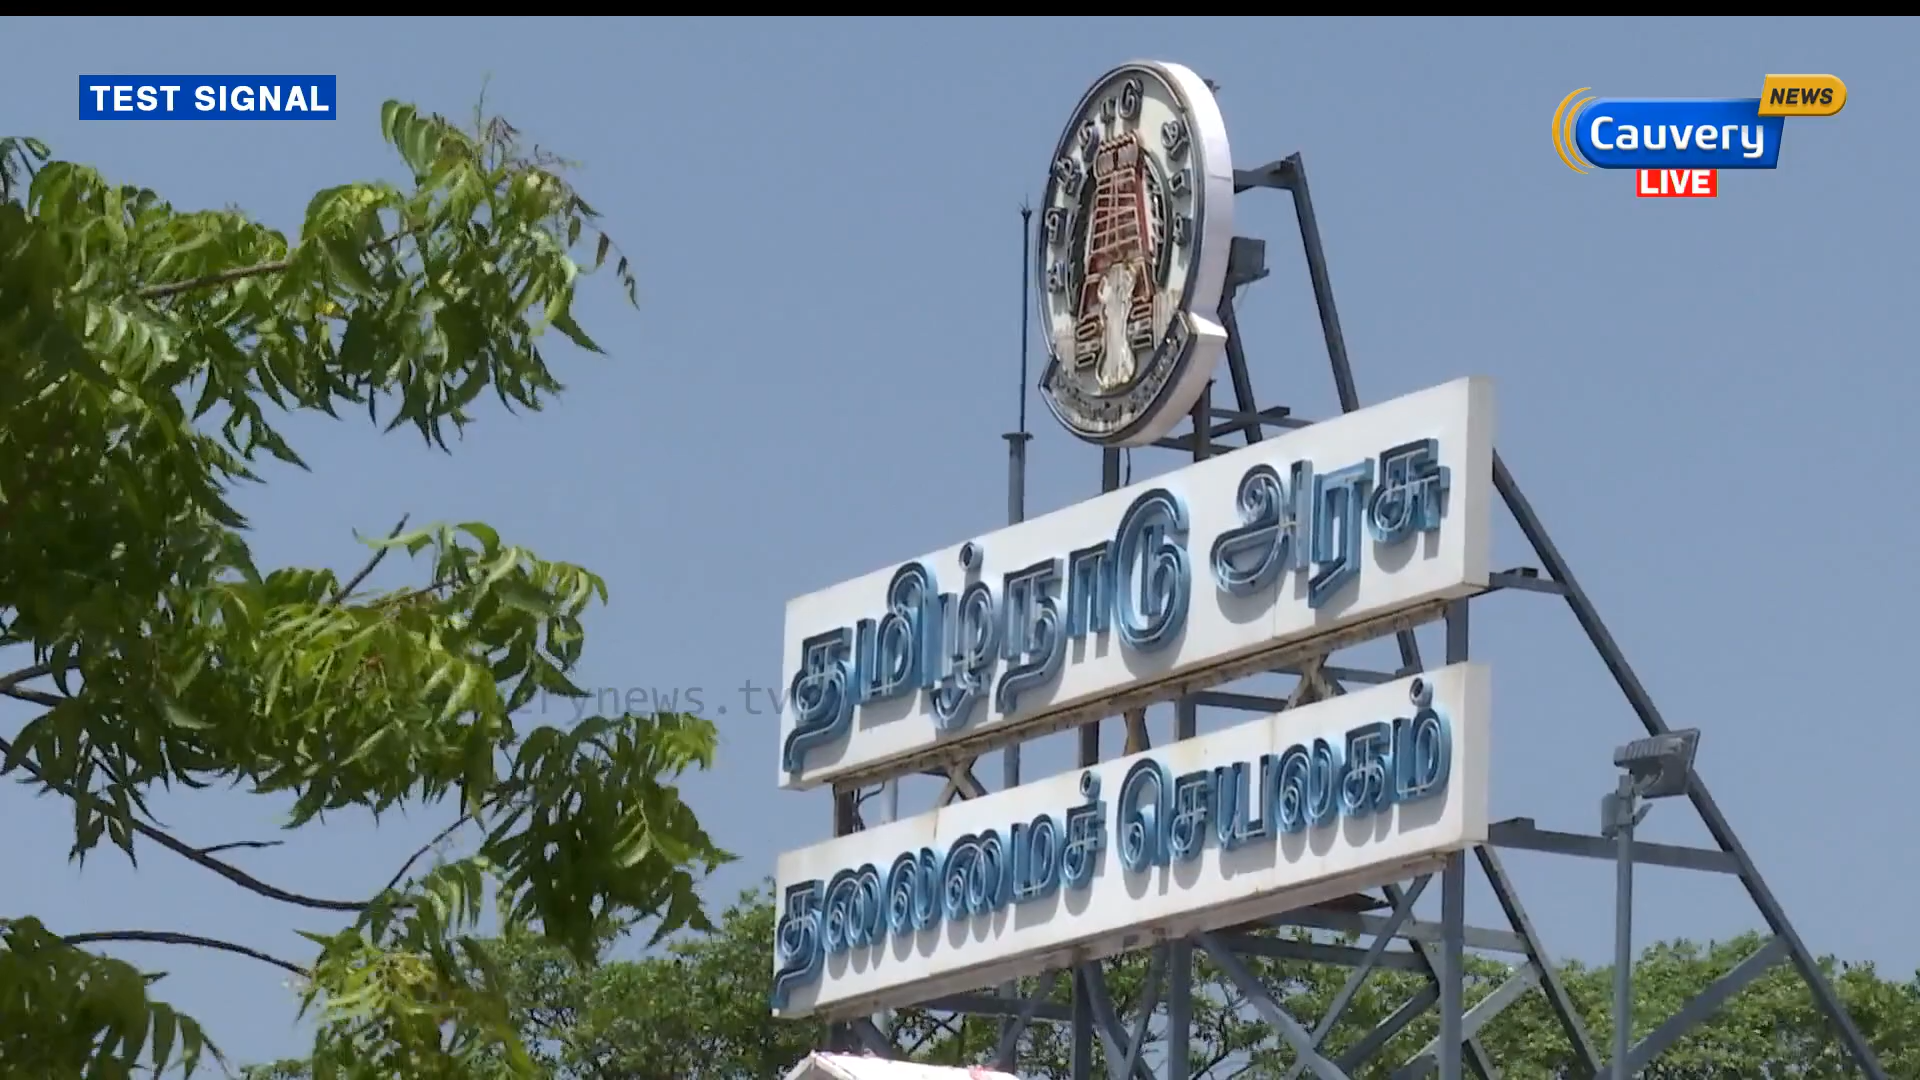 TEST SIGNAL
NEWS
Cauvery
LIVE
தமிழ்நாடு அரசு
தலைமைச் செயலகம்